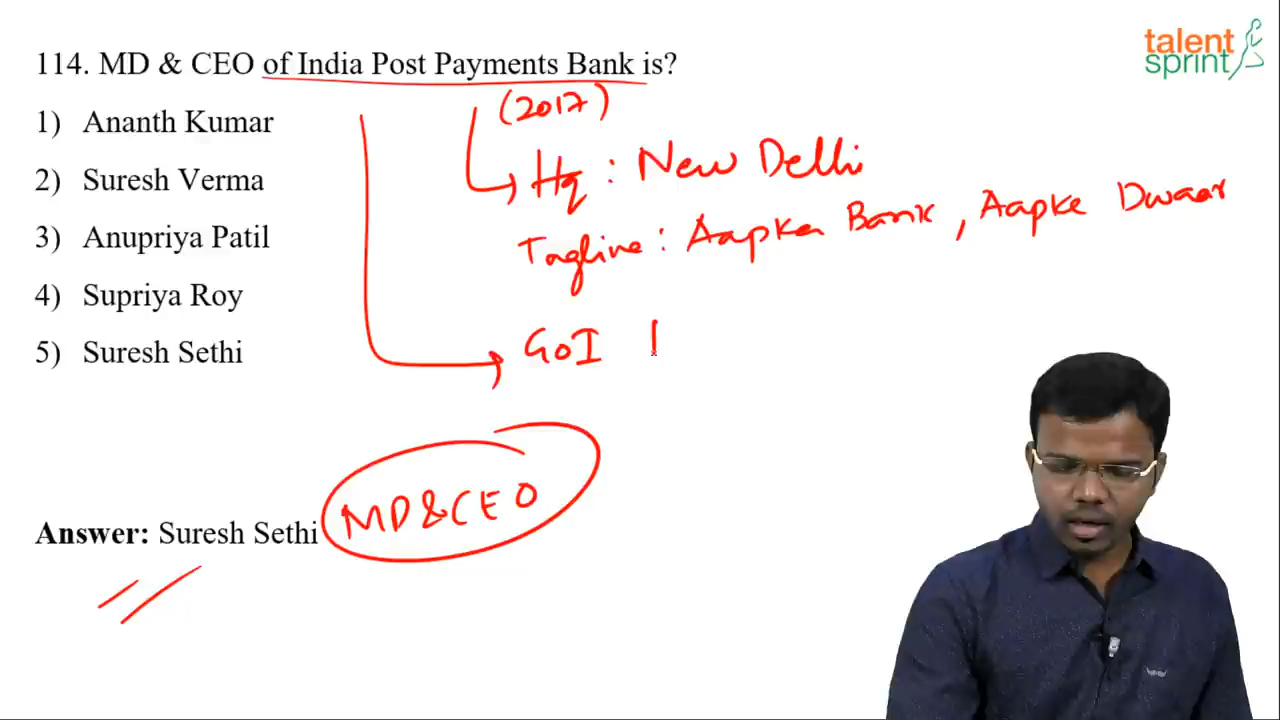 talent
sprint
114. MD & CEO of India Post Payments Bank is?
(2017)
1) Ananth Kumar
Hq : New Delhi
2) Suresh Verma
Tagline : Aapka Bank, Aapke Dwaar
3) Anupriya Patil
4) Supriya Roy
5) Suresh Sethi
GoI
MD & CEO
Answer: Suresh Sethi